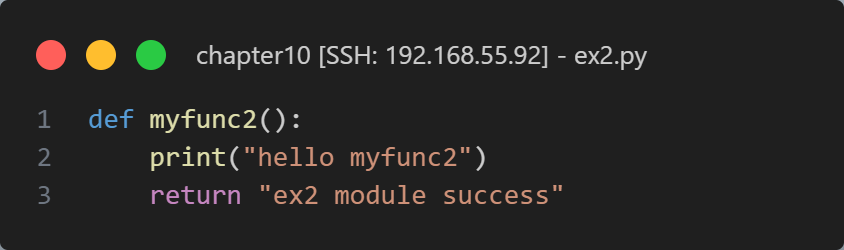 chapter10 [SSH: 192.168.55.92] - ex2.py
1 def myfunc2():
2     print("hello myfunc2")
3     return "ex2 module success"